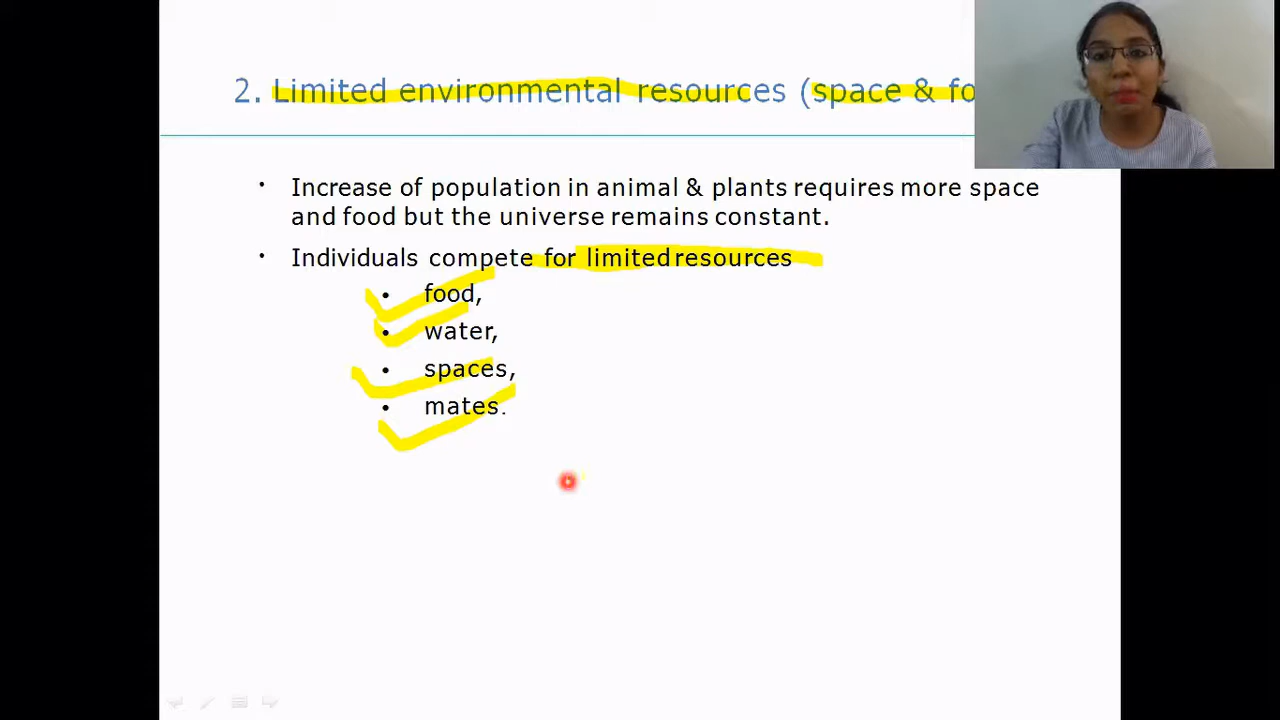 2. Limited environmental resources (space &
• Increase of population in animal & plants requires more space
and food but the universe remains constant.
• Individuals compete for limited resources
• food,
• water,
• spaces,
• mates.